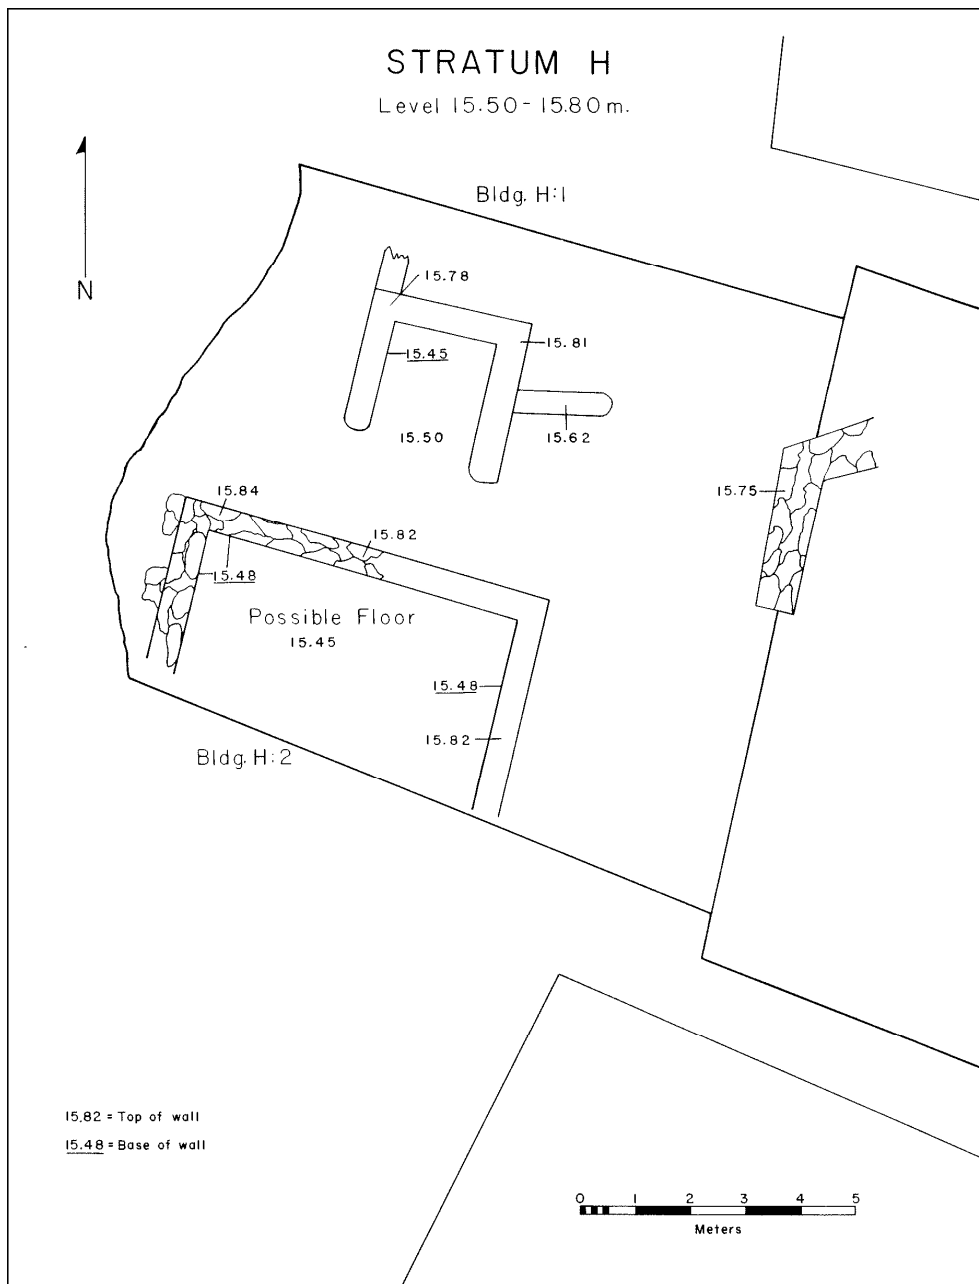 STRATUM H
Level 15.50 - 15.80 m.
Bldg. H:1
N
15.78
15.81
15.45
15.50
15.62
15.75
15.84
15.82
15.48
Possible Floor
15.45
15.48
15.82
Bldg. H:2
15.82 = Top of wall
15.48 = Base of wall
0 1 2 3 4 5
Meters